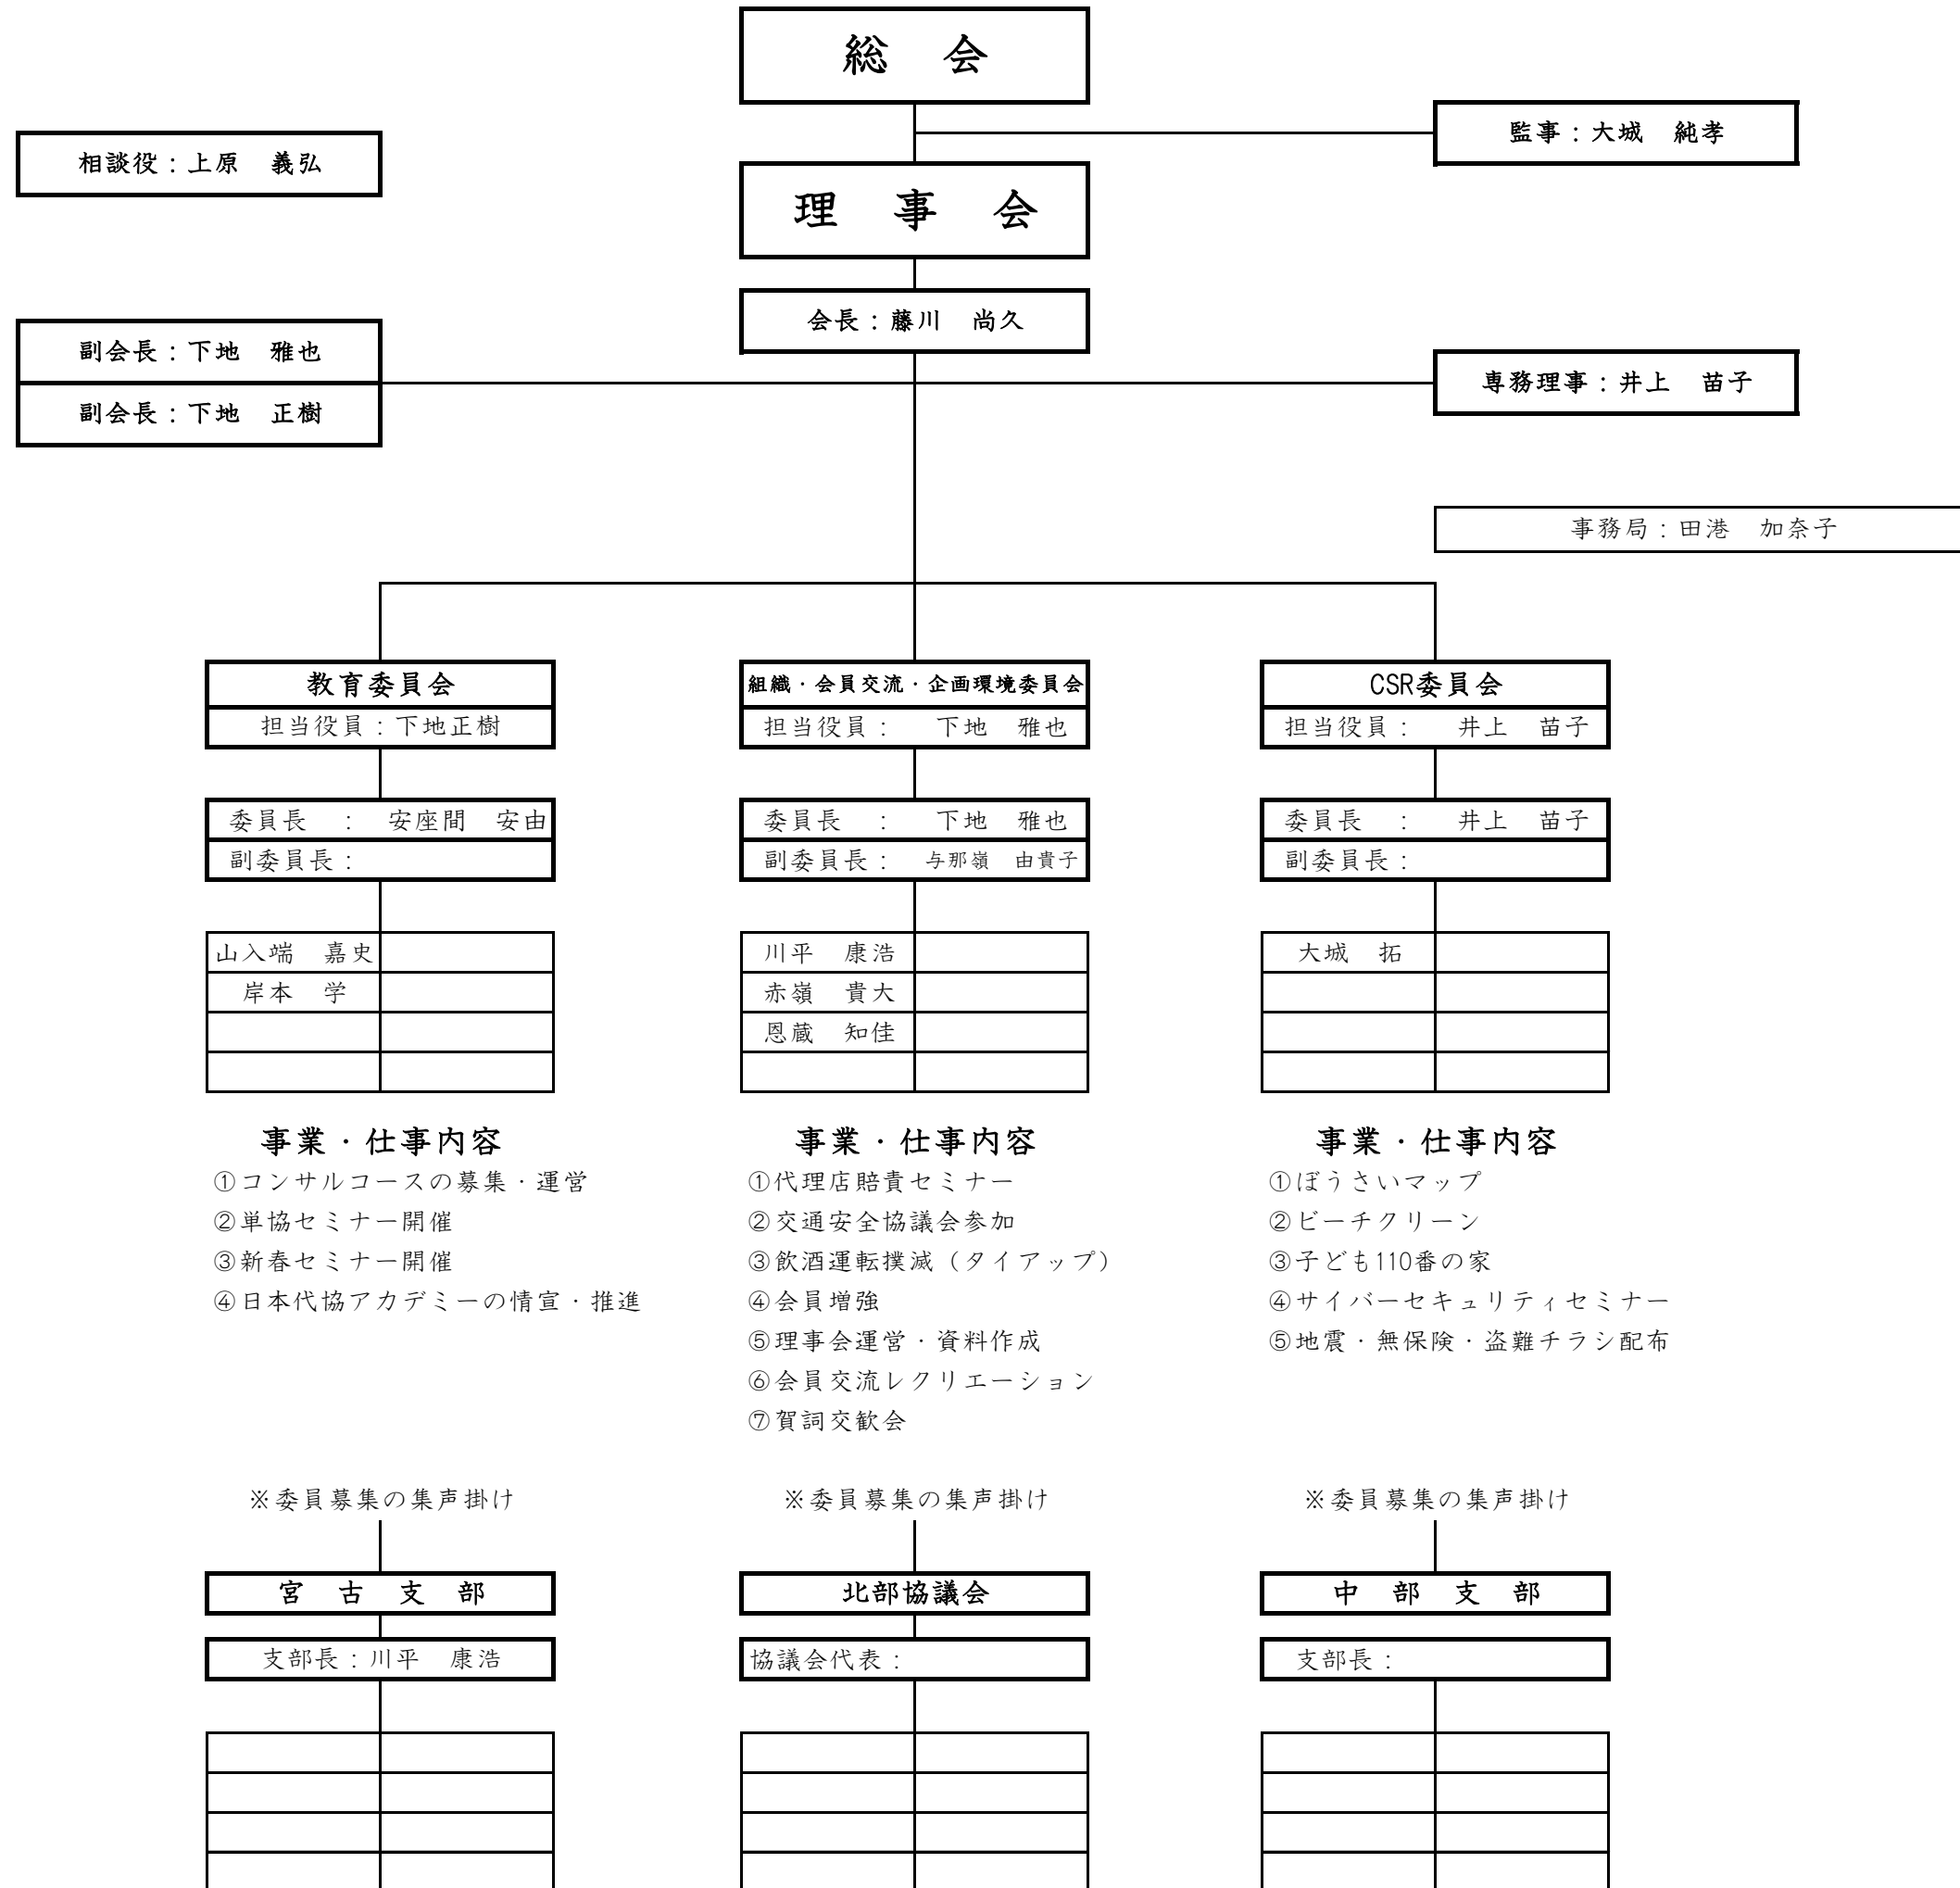 総　会
監事：大城　純孝
相談役：上原　義弘
理　事　会
会長：藤川　尚久
副会長：下地　雅也
副会長：下地　正樹
専務理事：井上　苗子
事務局：田港　加奈子
教育委員会
担当役員：下地正樹
委員長　：　安座間　安由
副委員長：
山入端　嘉史
岸本　学
事業・仕事内容
①コンサルコースの募集・運営
②単協セミナー開催
③新春セミナー開催
④日本代協アカデミーの情宣・推進
※委員募集の集声掛け
宮　古　支　部
支部長：川平　康浩
組織・会員交流・企画環境委員会
担当役員：　下地　雅也
委員長　：　下地　雅也
副委員長：　与那嶺　由貴子
川平　康浩
赤嶺　貴大
恩蔵　知佳
事業・仕事内容
①代理店賠責セミナー
②交通安全協議会参加
③飲酒運転撲滅（タイアップ）
④会員増強
⑤理事会運営・資料作成
⑥会員交流レクリエーション
⑦賀詞交歓会
※委員募集の集声掛け
北部協議会
協議会代表：
CSR委員会
担当役員：　井上　苗子
委員長　：　井上　苗子
副委員長：
大城　拓
事業・仕事内容
①ぼうさいマップ
②ビーチクリーン
③子ども110番の家
④サイバーセキュリティセミナー
⑤地震・無保険・盗難チラシ配布
※委員募集の集声掛け
中　部　支　部
支部長：